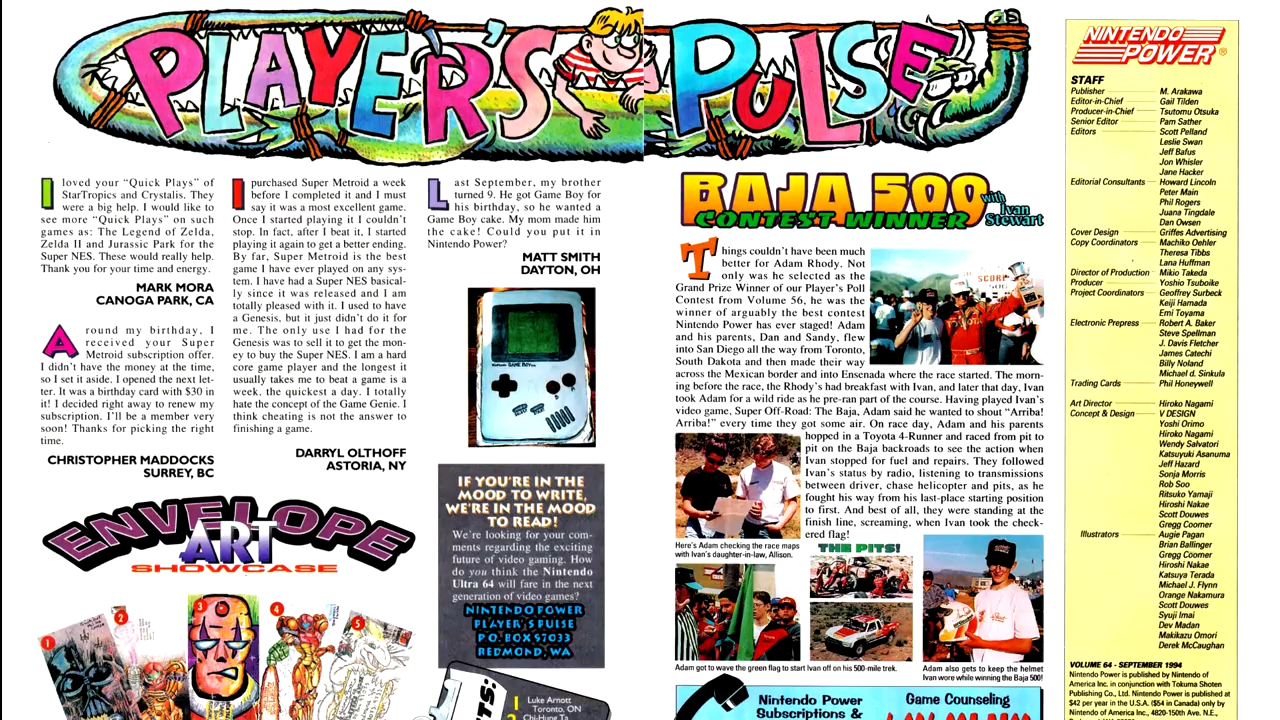 PLAYER'S PULSE
I loved your "Quick Plays" of
StarTropics and Crystalis. They
were a big help. I would like to
see more "Quick Plays" on such
games as: The Legend of Zelda,
Zelda II and Jurassic Park for the
Super NES. These would really help.
Thank you for your time and energy.
MARK MORA
CANOGA PARK, CA
Around my birthday, I
received your Super
Metroid subscription offer.
I didn't have the money at the time,
so I set it aside. I opened the next let-
ter. It was a birthday card with $30 in
it! I decided right away to renew my
subscription. I'll be a member very
soon! Thanks for picking the right
time.
CHRISTOPHER MADDOCKS
SURREY, BC
I purchased Super Metroid a week
before I completed it and I must
say it was a most excellent game.
Once I started playing it I couldn't
stop. In fact, after I beat it, I started
playing it again to get a better ending.
By far, Super Metroid is the best
game I have ever played on any sys-
tem. I have had a Super NES basical-
ly since it was released and I am
totally pleased with it. I used to have
a Genesis, but it just didn't do it for
me. The only use I had for the
Genesis was to sell it to get the mon-
ey to buy the Super NES. I am a hard
core game player and the longest it
usually takes me to beat a game is a
week, the quickest a day. I totally
hate the concept of the Game Genie. I
think cheating is not the answer to
finishing a game.
DARRYL OLTHOFF
ASTORIA, NY
Last September, my brother
turned 9. He got Game Boy for
his birthday, so he wanted a
Game Boy cake. My mom made him
the cake! Could you put it in
Nintendo Power?
MATT SMITH
DAYTON, OH
ENVELOPE
ART
SHOWCASE
1
2
3
4
5
IF YOU'RE IN THE
MOOD TO WRITE,
WE'RE IN THE MOOD
TO READ!
We're looking for your com-
ments regarding the exciting
future of video gaming. How
do you think the Nintendo
Ultra 64 will fare in the next
generation of video games?
NINTENDO POWER
PLAYER'S PULSE
P.O. BOX 97033
REDMOND, WA
1 Luke Arnott
Toronto, ON
2 Chi-Hung Ta
BAJA 500
CONTEST WINNER
with
Ivan
Stewart
Things couldn't have been much
better for Adam Rhody. Not
only was he selected as the
Grand Prize Winner of our Player's Poll
Contest from Volume 56, he was the
winner of arguably the best contest
Nintendo Power has ever staged! Adam
and his parents, Dan and Sandy, flew
into San Diego all the way from Toronto,
South Dakota and then made their way
across the Mexican border and into Ensenada where the race started. The morn-
ing before the race, the Rhody's had breakfast with Ivan, and later that day, Ivan
took Adam for a wild ride as he pre-ran part of the course. Having played Ivan's
video game, Super Off-Road: The Baja, Adam said he wanted to shout "Arriba!
Arriba!" every time they got some air. On race day, Adam and his parents
hopped in a Toyota 4-Runner and raced from pit to
pit on the Baja backroads to see the action when
Ivan stopped for fuel and repairs. They followed
Ivan's status by radio, listening to transmissions
between driver, chase helicopter and pits, as he
fought his way from his last-place starting position
to first. And best of all, they were standing at the
finish line, screaming, when Ivan took the check-
ered flag!
Here's Adam checking the race maps
with Ivan's daughter-in-law, Allison.
THE PITS!
Adam got to wave the green flag to start Ivan off on his 500-mile trek.
Adam also gets to keep the helmet
Ivan wore while winning the Baja 500!
Nintendo Power
Subscriptions &
Game Counseling
NINTENDO
POWER®
STAFF
Publisher M. Arakawa
Editor-in-Chief Gail Tilden
Producer-in-Chief Tsutomu Otsuka
Senior Editor Pam Sather
Editors Scott Pelland
Leslie Swan
Jeff Bafus
Jon Whisler
Jane Hacker
Editorial Consultants Howard Lincoln
Peter Main
Phil Rogers
Juana Tingdale
Dan Owsen
Cover Design Griffes Advertising
Copy Coordinators Machiko Oehler
Theresa Tibbs
Lana Huffman
Director of Production Mikio Takeda
Producer Yoshio Tsuboike
Project Coordinators Geoffrey Surbeck
Keiji Hamada
Emi Toyama
Electronic Prepress Robert A. Baker
Steve Spellman
J. Davis Fletcher
James Catechi
Billy Noland
Michael d. Sinkula
Trading Cards Phil Honeywell
Art Director Hiroko Nagami
Concept & Design V DESIGN
Yoshi Orimo
Hiroko Nagami
Wendy Salvatori
Katsuyuki Asanuma
Jeff Hazard
Sonja Morris
Rob Soo
Ritsuko Yamaji
Hiroshi Nakae
Scott Douwes
Gregg Coomer
Illustrators Augie Pagan
Brian Ballinger
Gregg Coomer
Hiroshi Nakae
Katsuya Terada
Michael J. Flynn
Orange Nakamura
Scott Douwes
Syuji Imai
Dev Madan
Makikazu Omori
Derek McCaughan
VOLUME 64 - SEPTEMBER 1994
Nintendo Power is published by Nintendo of
America Inc. in conjunction with Tokuma Shoten
Publishing Co., Ltd. Nintendo Power is published at
$42 per year in the U.S.A. ($54 in Canada) only by
Nintendo of America Inc., 4820-150th Ave. N.E.,